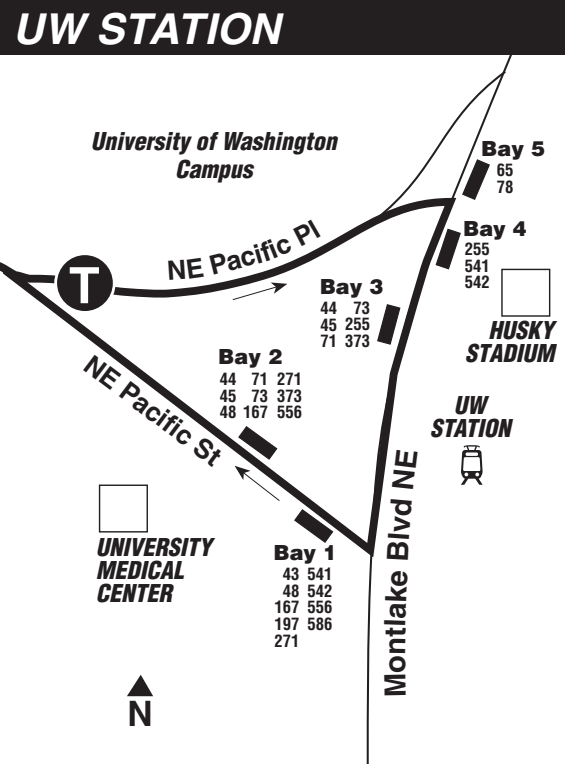 UW STATION
University of Washington
Campus
Bay 5
65
78
NE Pacific Pl
Bay 4
255
541
542
T
Bay 3
44 73
45 255
71 373
HUSKY
STADIUM
Bay 2
44 71 271
45 73 373
48 167 556
NE Pacific St
UW
STATION
UNIVERSITY
MEDICAL
CENTER
Bay 1
43 541
48 542
167 556
197 586
271
Montlake Blvd NE
N